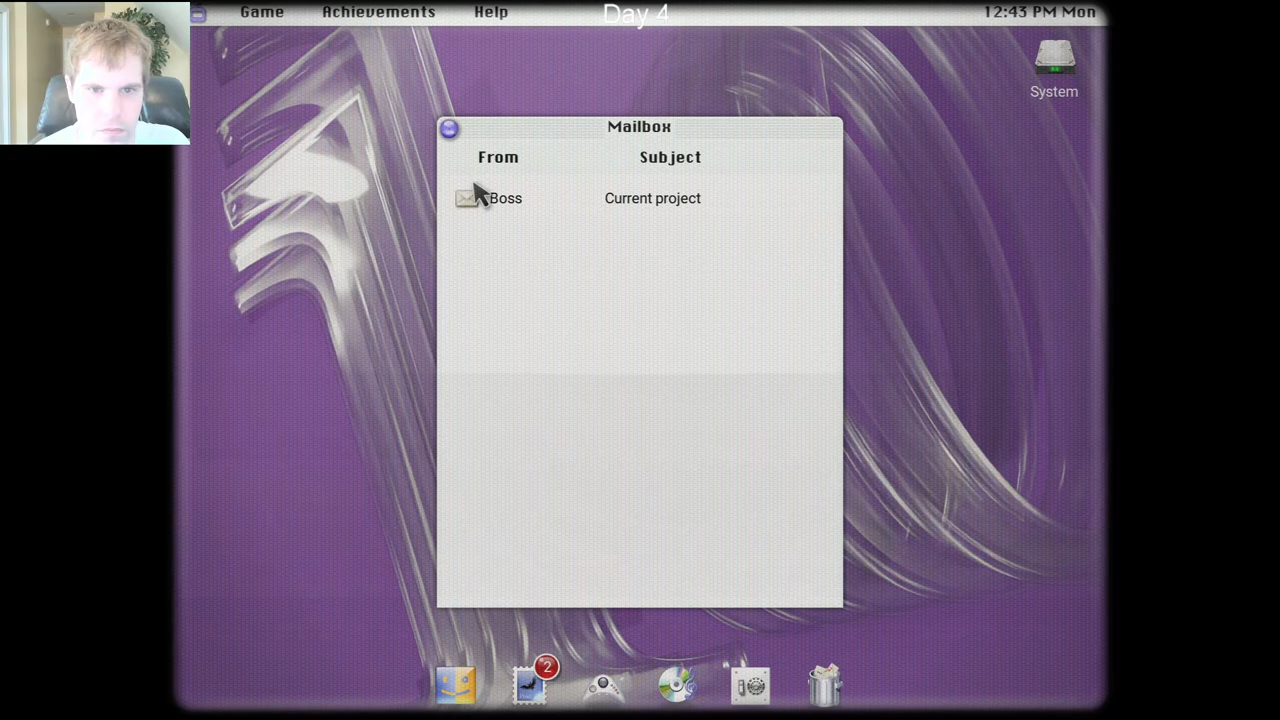 Game Achievements Help Day 4 12:43 PM Mon
System
Mailbox
From Subject
Boss Current project
2